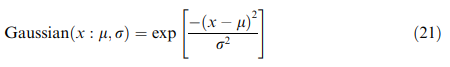 Gaussian(x : μ, σ) = exp [ −(x − μ)² / σ² ] (21)